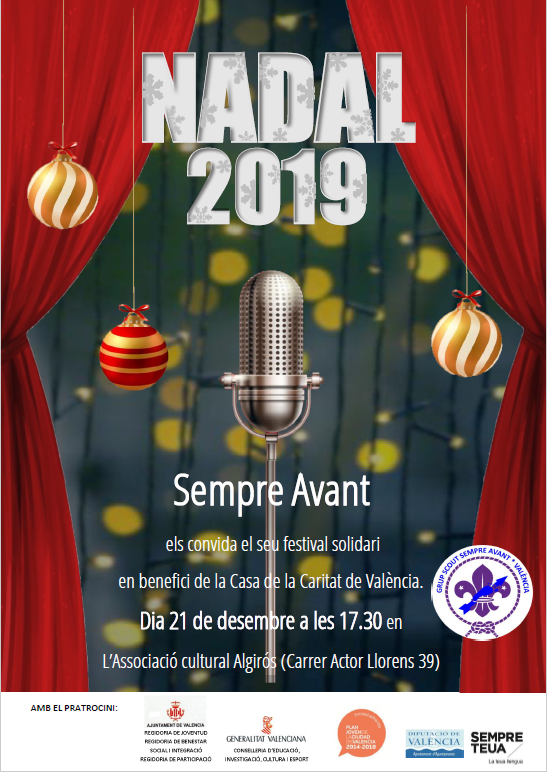 NADAL
2019
Sempre Avant
els convida el seu festival solidari
en benefici de la Casa de la Caritat de València.
Dia 21 de desembre a les 17.30 en
L'Associació cultural Algirós (Carrer Actor Llorens 39)
GRUP SCOUT SEMPRE AVANT * VALÈNCIA
AMB EL PRATROCINI:
AJUNTAMENT DE VALÈNCIA
REGIDORIA DE JOVENTUD
REGIDORIA DE BENESTAR
SOCIAL I INTEGRACIÓ
REGIDORIA DE PARTICIPACIÓ
GENERALITAT VALENCIANA
CONSELLERIA D'EDUCACIÓ,
INVESTIGACIÓ, CULTURA I ESPORT
PLAN
JOVEN DE
LA CIUDAD
DE VALENCIA
2014-2018
DIPUTACIÓ DE
VALÈNCIA
SEMPRE
TEUA
La teua llengua